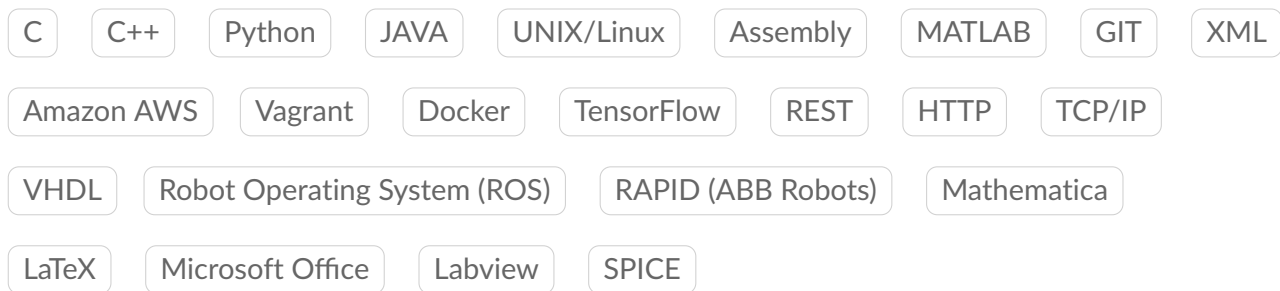 C C++ Python JAVA UNIX/Linux Assembly MATLAB GIT XML
Amazon AWS Vagrant Docker TensorFlow REST HTTP TCP/IP
VHDL Robot Operating System (ROS) RAPID (ABB Robots) Mathematica
LaTeX Microsoft Office Labview SPICE